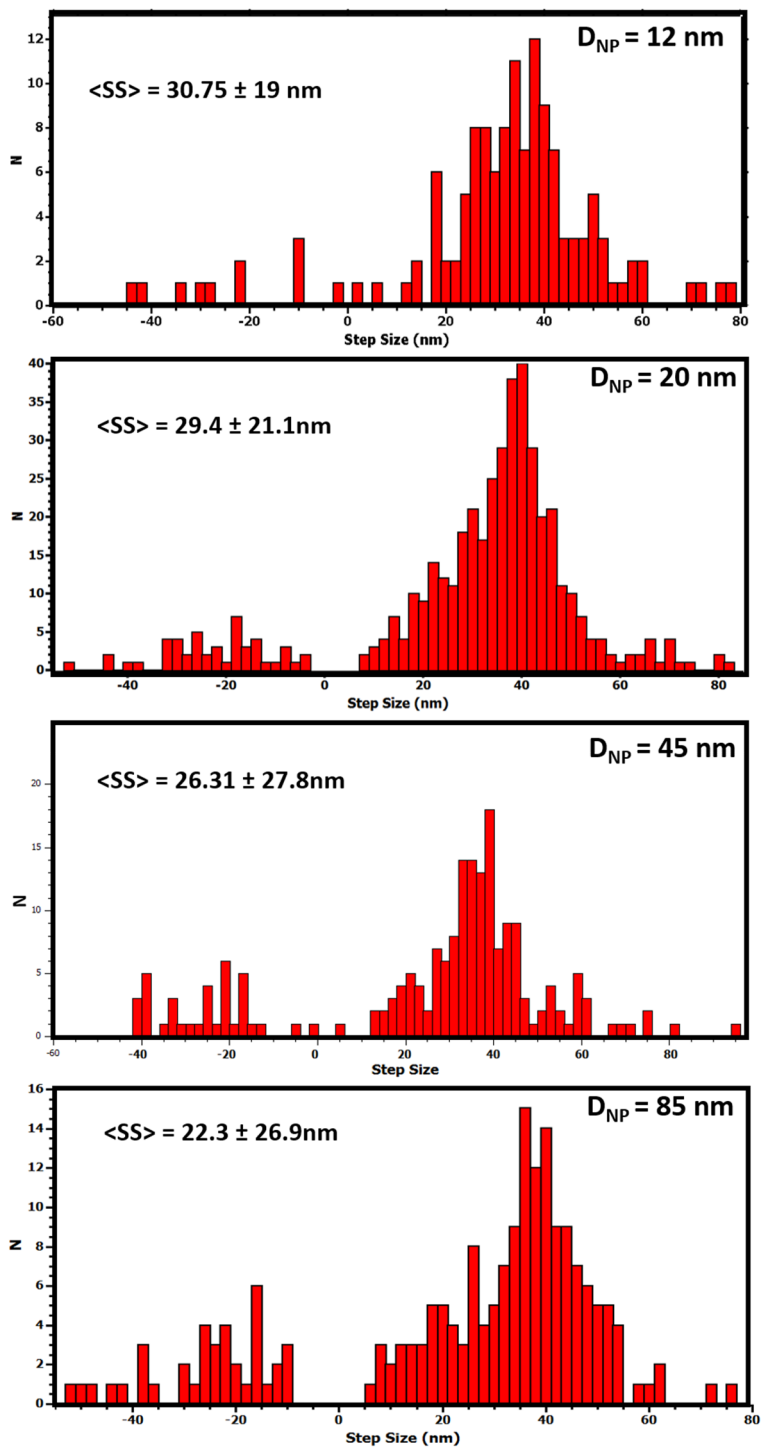 D_NP = 12 nm
<SS> = 30.75 ± 19 nm
N
12
10
8
6
4
2
0
-60 -40 -20 0 20 40 60 80
Step Size (nm)
D_NP = 20 nm
<SS> = 29.4 ± 21.1nm
N
40
35
30
25
20
15
10
5
0
-40 -20 0 20 40 60 80
Step Size (nm)
D_NP = 45 nm
<SS> = 26.31 ± 27.8nm
N
20
15
10
5
0
-60 -40 -20 0 20 40 60 80
Step Size
D_NP = 85 nm
<SS> = 22.3 ± 26.9nm
N
16
14
12
10
8
6
4
2
0
-40 -20 0 20 40 60 80
Step Size (nm)